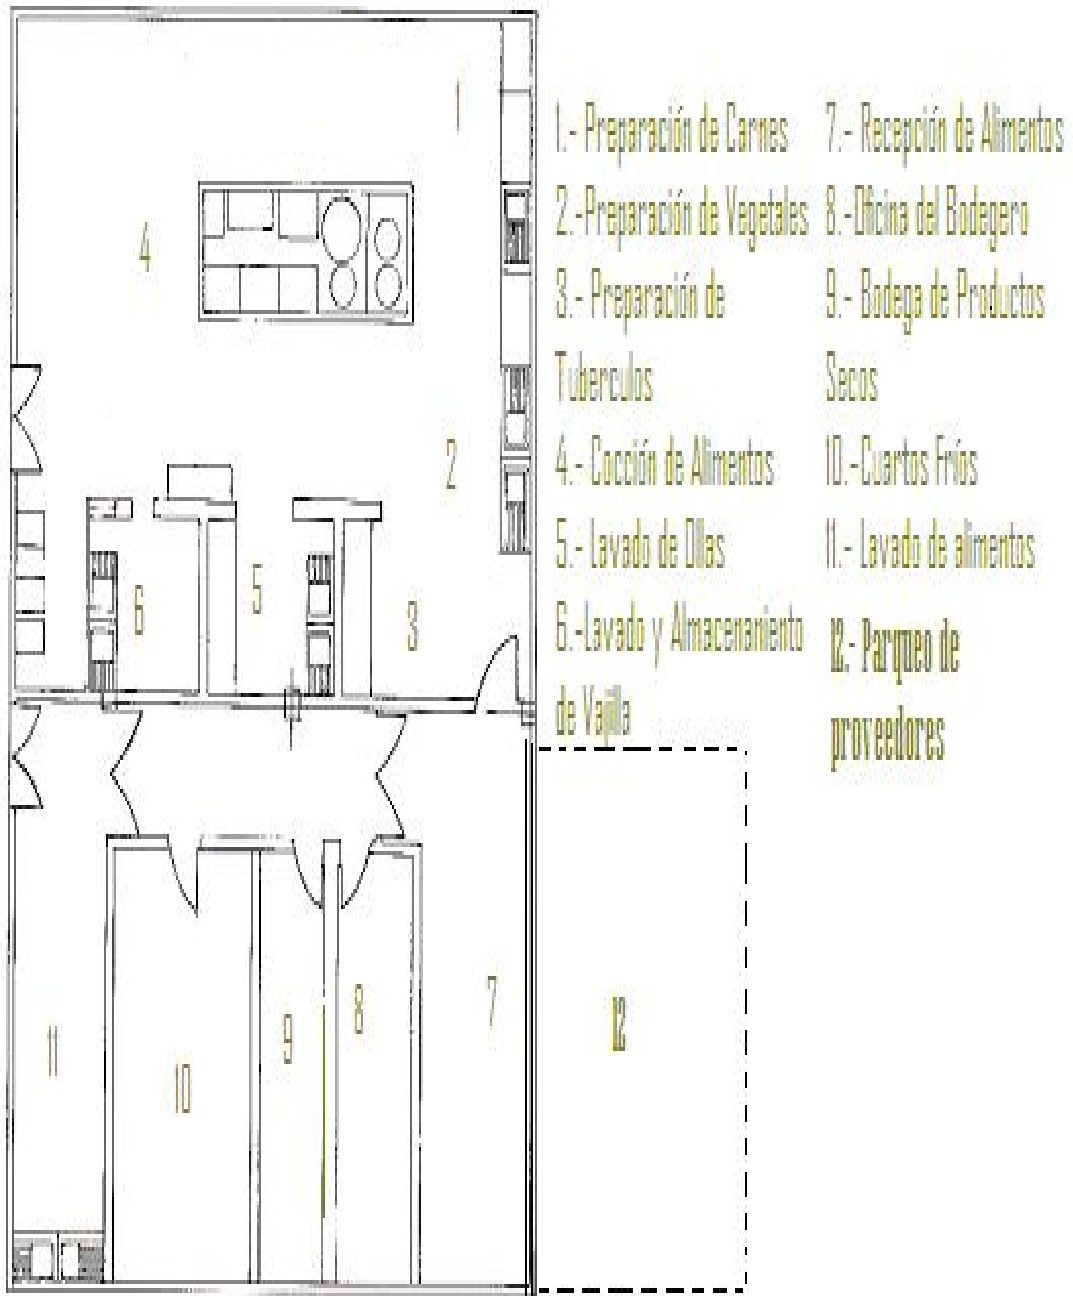 1.- Preparación de Carnes
2.-Preparación de Vegetales
3.- Preparación de
Tuberculos
4.- Cocción de Alimentos
5.- Lavado de Ollas
6.-Lavado y Almacenamiento
de Vajilla
7.- Recepción de Alimentos
8.-Oficina del Bodegero
9.- Bodega de Productos
Secos
10.-Cuartos Fríos
11.- Lavado de alimentos
12.- Parqueo de
proveedores
1
4
2
6
5
3
11
10
9
8
7
12